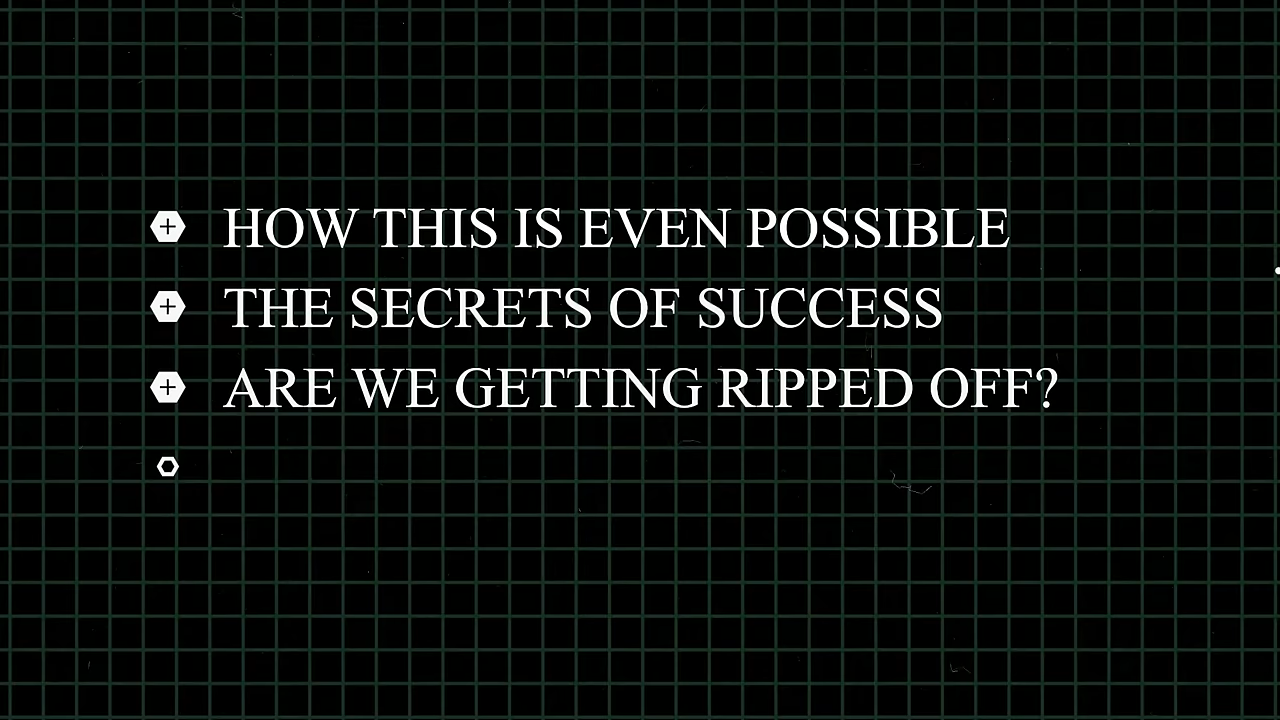 HOW THIS IS EVEN POSSIBLE
THE SECRETS OF SUCCESS
ARE WE GETTING RIPPED OFF?